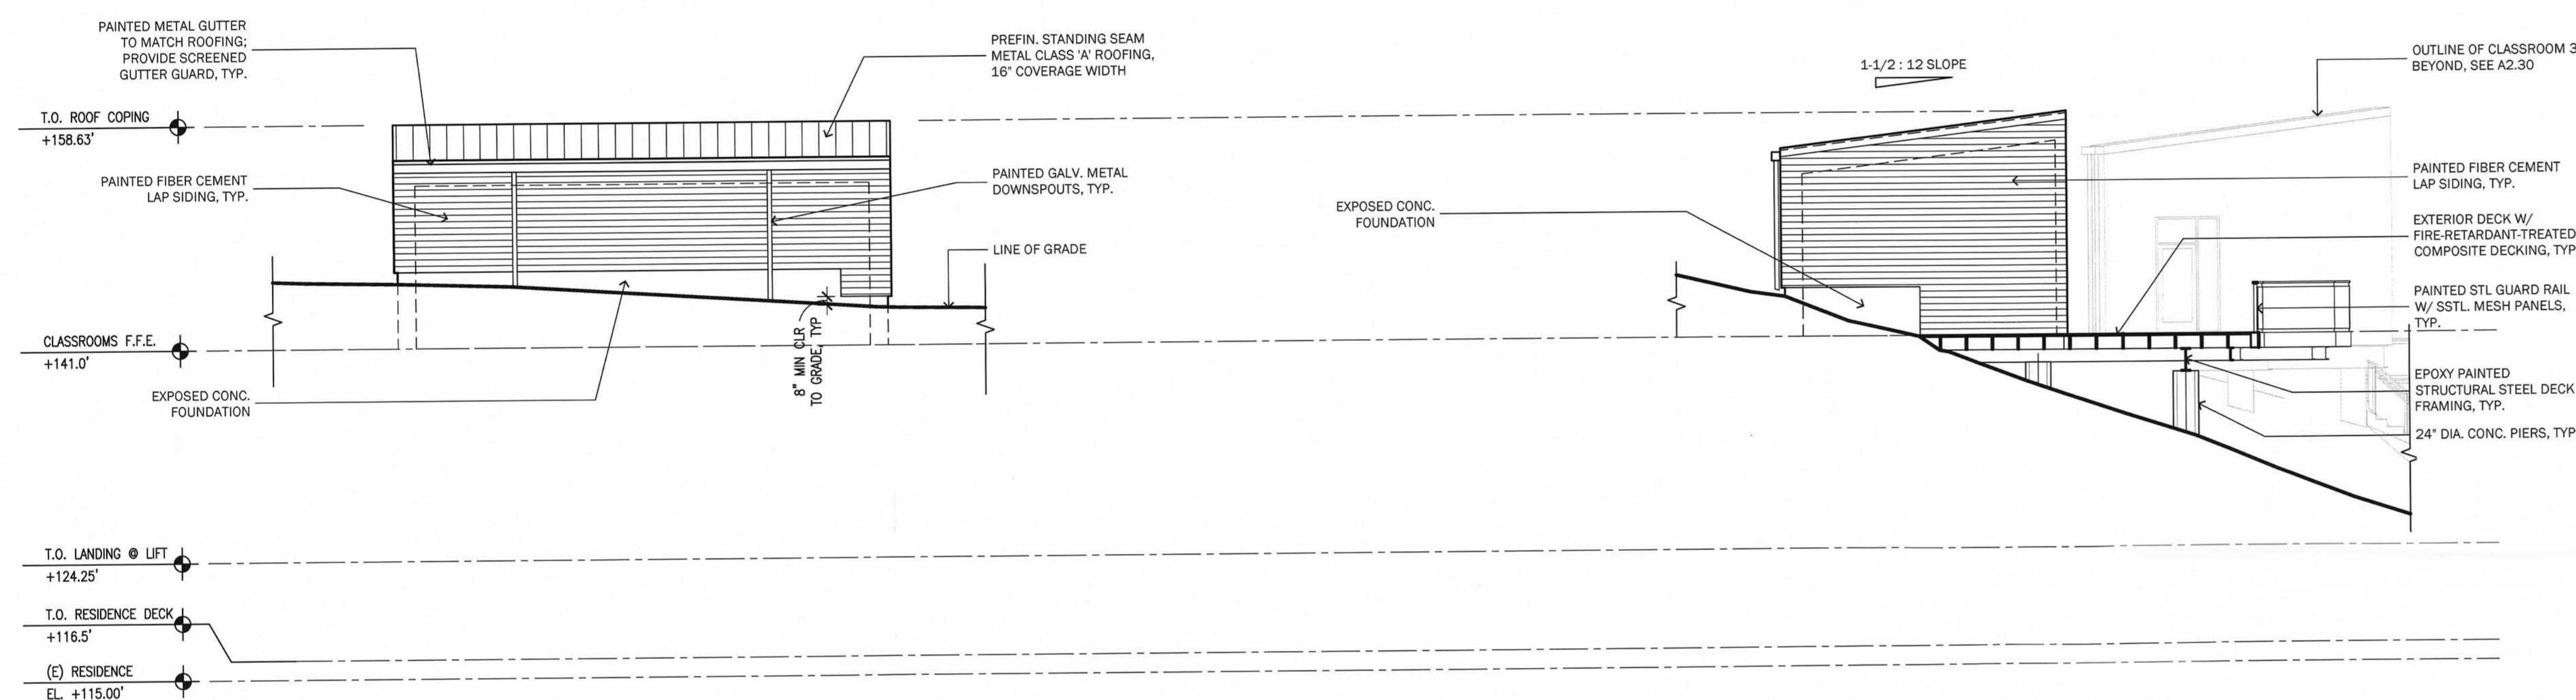 PAINTED METAL GUTTER
TO MATCH ROOFING;
PROVIDE SCREENED
GUTTER GUARD, TYP.
PREFIN. STANDING SEAM
METAL CLASS 'A' ROOFING,
16" COVERAGE WIDTH
1-1/2 : 12 SLOPE
OUTLINE OF CLASSROOM 3
BEYOND, SEE A2.30
T.O. ROOF COPING
+158.63'
PAINTED FIBER CEMENT
LAP SIDING, TYP.
PAINTED GALV. METAL
DOWNSPOUTS, TYP.
EXPOSED CONC.
FOUNDATION
PAINTED FIBER CEMENT
LAP SIDING, TYP.
LINE OF GRADE
EXTERIOR DECK W/
FIRE-RETARDANT-TREATED
COMPOSITE DECKING, TYP
PAINTED STL GUARD RAIL
W/ SSTL. MESH PANELS,
TYP.
CLASSROOMS F.F.E.
+141.0'
8" MIN CLR
TO GRADE, TYP
EXPOSED CONC.
FOUNDATION
EPOXY PAINTED
STRUCTURAL STEEL DECK
FRAMING, TYP.
24" DIA. CONC. PIERS, TYP
T.O. LANDING @ LIFT
+124.25'
T.O. RESIDENCE DECK
+116.5'
(E) RESIDENCE
EL. +115.00'